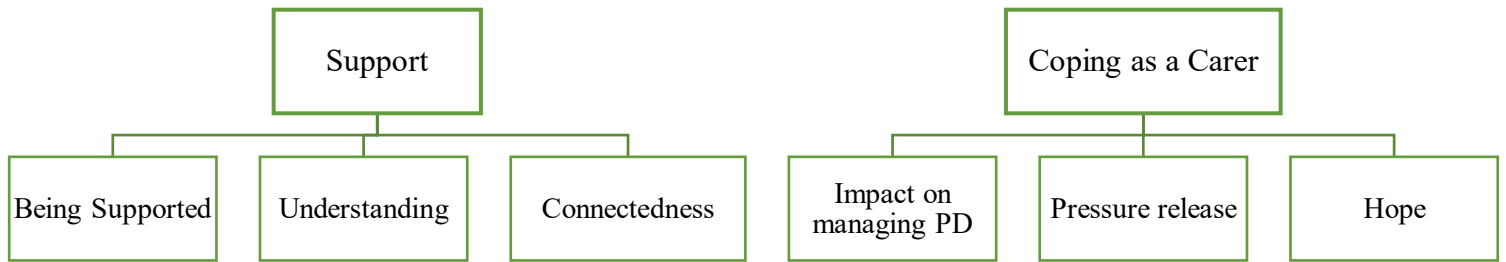 Support
Coping as a Carer
Being Supported
Understanding
Connectedness
Impact on
managing PD
Pressure release
Hope